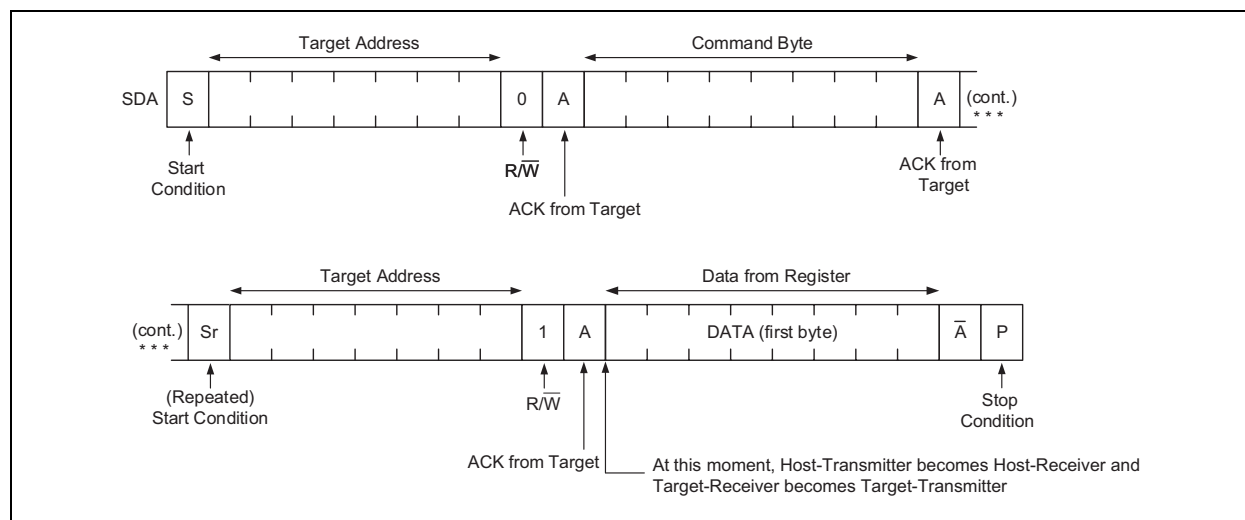 Target Address Command Byte
SDA S 0 A A (cont.)
* * *
Start Condition
R/W̅
ACK from Target
ACK from Target
Target Address Data from Register
(cont.) * * * Sr 1 A DATA (first byte) A̅ P
(Repeated)
Start Condition
R/W̅
Stop
Condition
ACK from Target
At this moment, Host-Transmitter becomes Host-Receiver and
Target-Receiver becomes Target-Transmitter